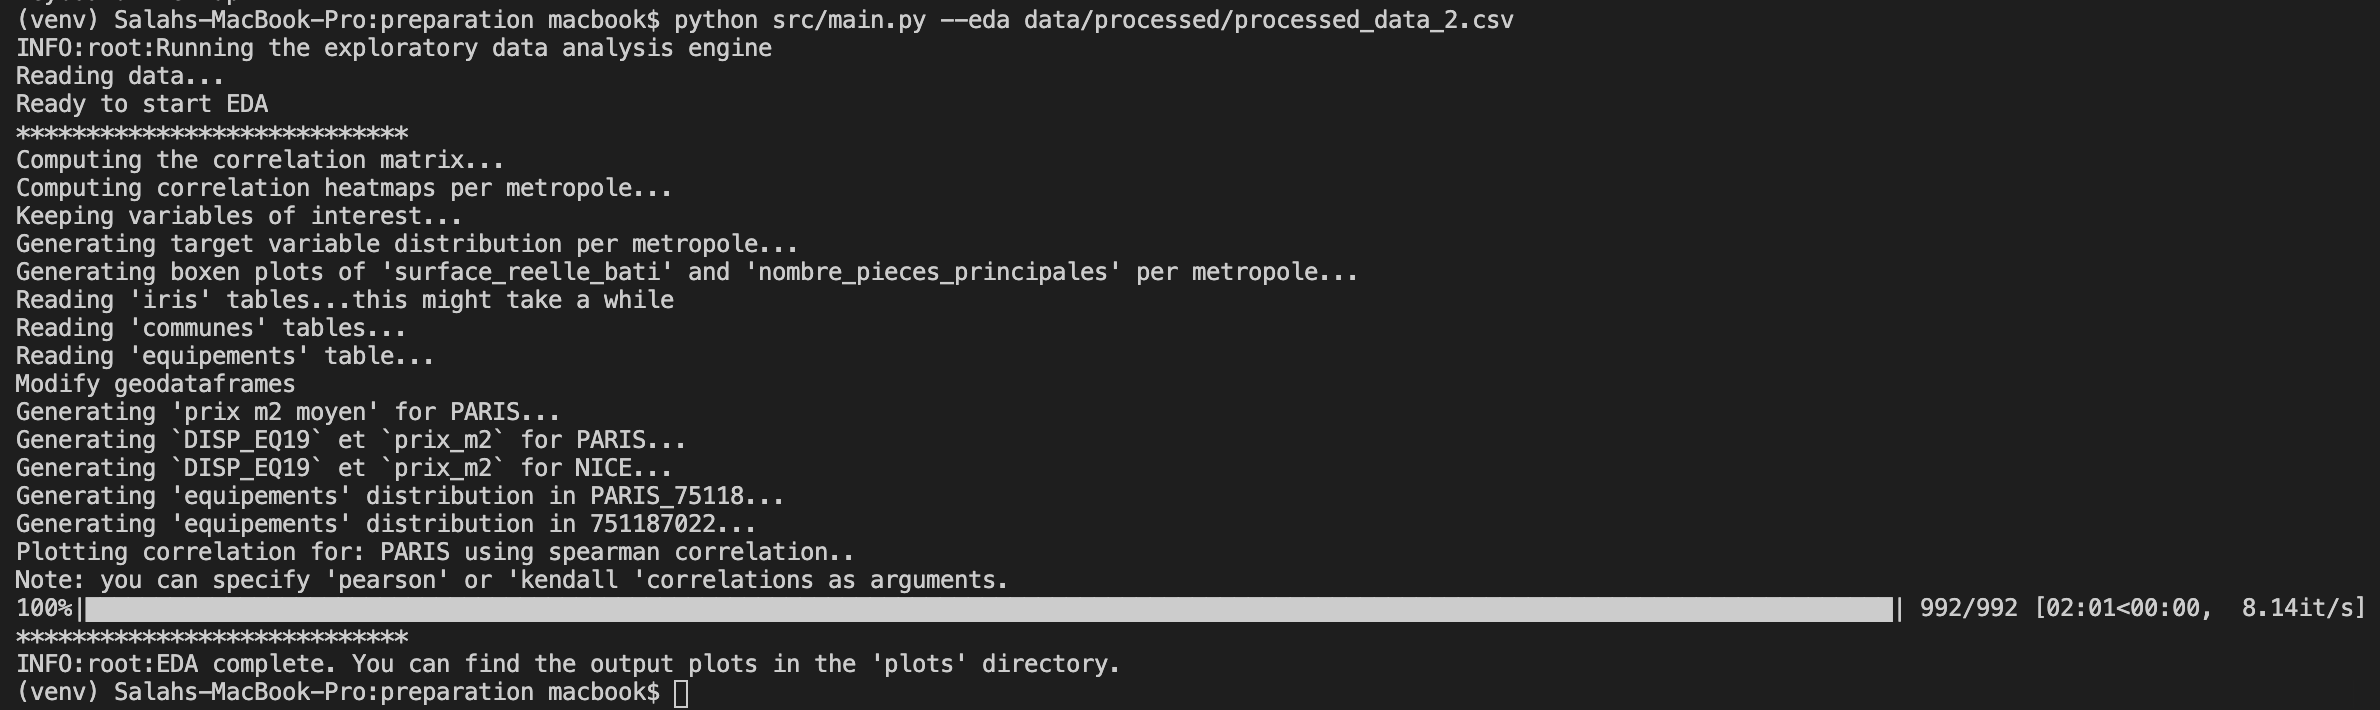 (venv) Salahs-MacBook-Pro:preparation macbook$ python src/main.py --eda data/processed/processed_data_2.csv
INFO:root:Running the exploratory data analysis engine
Reading data...
Ready to start EDA
****************************
Computing the correlation matrix...
Computing correlation heatmaps per metropole...
Keeping variables of interest...
Generating target variable distribution per metropole...
Generating boxen plots of 'surface_reelle_bati' and 'nombre_pieces_principales' per metropole...
Reading 'iris' tables...this might take a while
Reading 'communes' tables...
Reading 'equipements' table...
Modify geodataframes
Generating 'prix m2 moyen' for PARIS...
Generating `DISP_EQ19` et `prix_m2` for PARIS...
Generating `DISP_EQ19` et `prix_m2` for NICE...
Generating 'equipements' distribution in PARIS_75118...
Generating 'equipements' distribution in 751187022...
Plotting correlation for: PARIS using spearman correlation..
Note: you can specify 'pearson' or 'kendall 'correlations as arguments.
100%| | 992/992 [02:01<00:00,  8.14it/s]
****************************
INFO:root:EDA complete. You can find the output plots in the 'plots' directory.
(venv) Salahs-MacBook-Pro:preparation macbook$